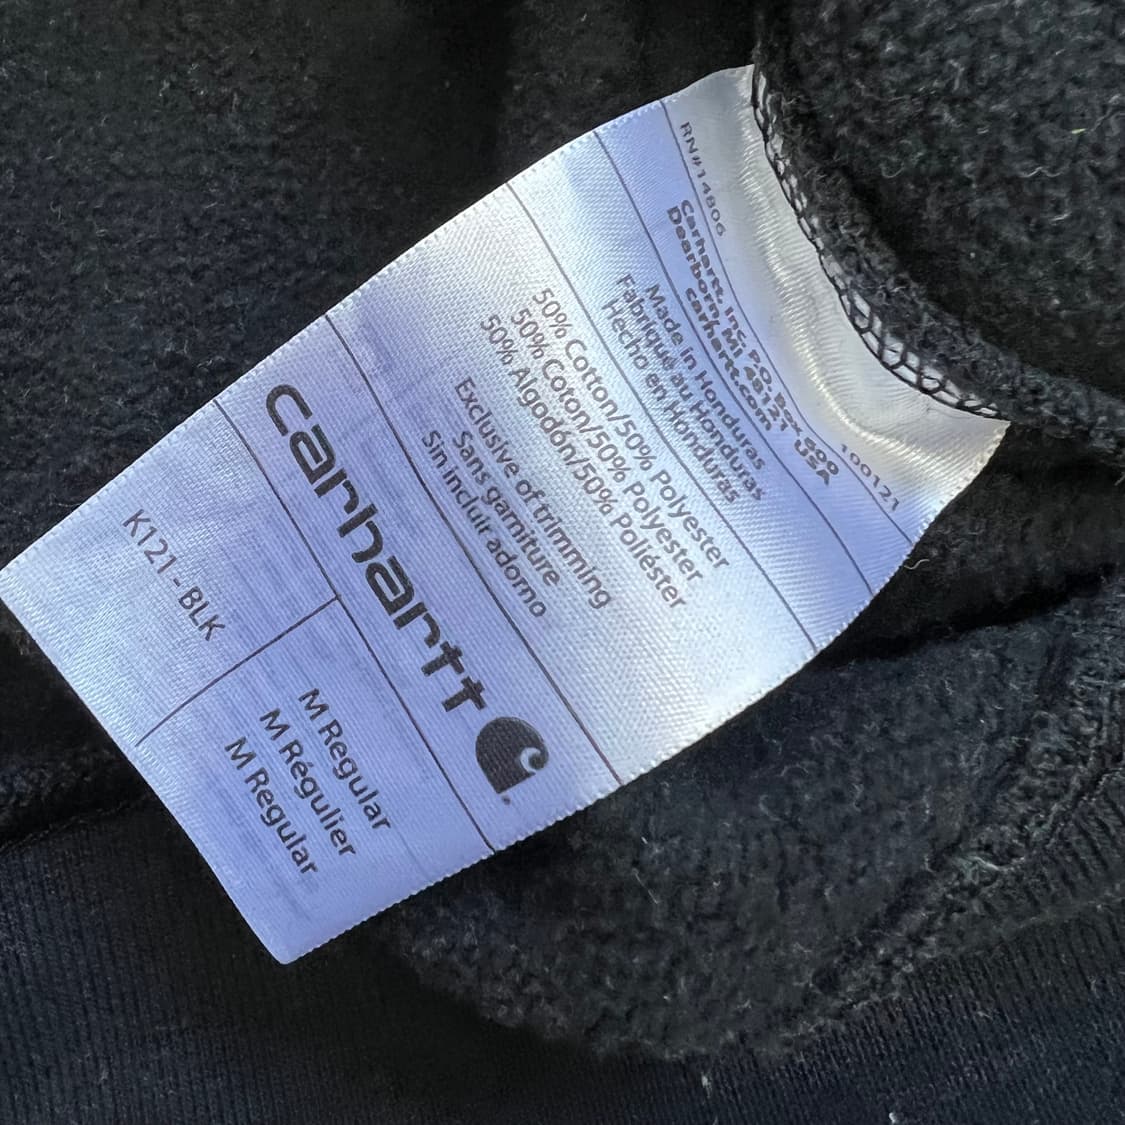 RN#14806
100121
Carhartt, Inc. P.O. Box 600
Dearborn, MI 48121 USA
carhartt.com
Made in Honduras
Fabriqué au Honduras
Hecho en Honduras
50% Cotton/50% Polyester
50% Coton/50% Polyester
50% Algodón/50% Poliéster
Exclusive of trimming
Sans garniture
Sin incluir adorno
carhartt
K121 - BLK
M Regular
M Régulier
M Regular